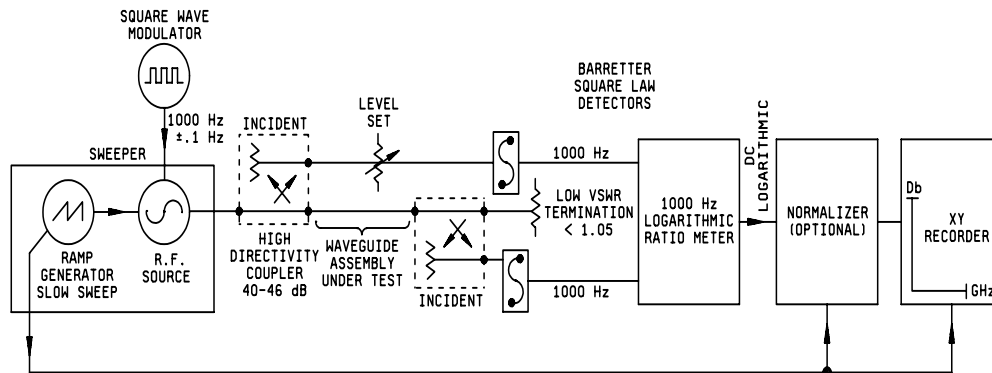 SQUARE WAVE
MODULATOR
1000 Hz
±.1 Hz
SWEEPER
RAMP
GENERATOR
SLOW SWEEP
R.F.
SOURCE
INCIDENT
HIGH
DIRECTIVITY
COUPLER
40-46 dB
LEVEL
SET
WAVEGUIDE
ASSEMBLY
UNDER TEST
INCIDENT
BARRETTER
SQUARE LAW
DETECTORS
1000 Hz
LOW VSWR
TERMINATION
< 1.05
1000 Hz
1000 Hz
LOGARITHMIC
RATIO METER
DC
LOGARITHMIC
NORMALIZER
(OPTIONAL)
Db
XY
RECORDER
GHz